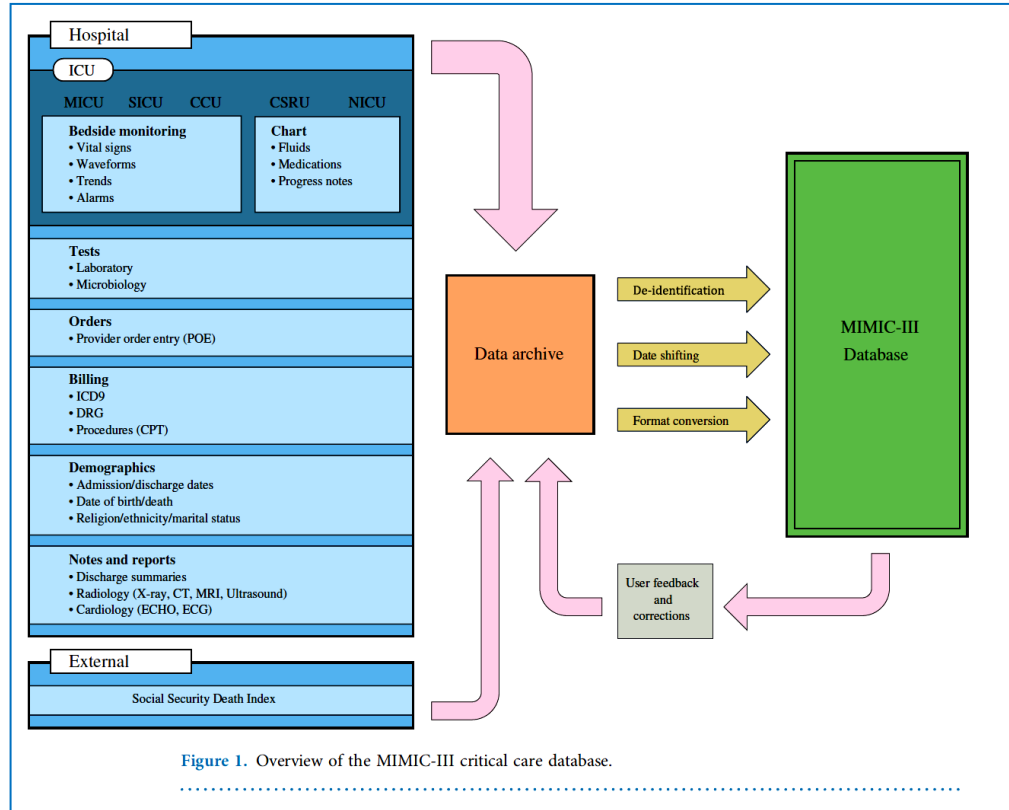 Hospital
ICU
MICU SICU CCU CSRU NICU
Bedside monitoring
• Vital signs
• Waveforms
• Trends
• Alarms
Chart
• Fluids
• Medications
• Progress notes
Tests
• Laboratory
• Microbiology
Orders
• Provider order entry (POE)
Billing
• ICD9
• DRG
• Procedures (CPT)
Demographics
• Admission/discharge dates
• Date of birth/death
• Religion/ethnicity/marital status
Notes and reports
• Discharge summaries
• Radiology (X-ray, CT, MRI, Ultrasound)
• Cardiology (ECHO, ECG)
External
Social Security Death Index
Data archive
De-identification
Date shifting
Format conversion
MIMIC-III
Database
User feedback
and
corrections
Figure 1. Overview of the MIMIC-III critical care database.